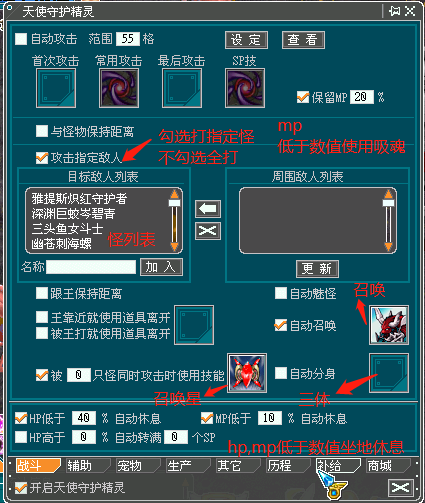 天使守护精灵
自动攻击 范围 55 格 设 定 查 看
首次攻击 常用攻击 最后攻击 SP技
保留MP 20 %
与怪物保持距离
mp
低于数值使用吸魂
攻击指定敌人
勾选打指定怪
不勾选全打
目标敌人列表 周围敌人列表
雅提斯炽红守护者
深渊巨蛟岑碧青
三头鱼女斗士
幽苍刺海螺
怪列表
名称 加 入 更 新
跟王保持距离 自动魅怪
王靠近就使用道具离开 自动召唤 召唤
被王打就使用道具离开
被 0 只怪同时攻击时使用技能 自动分身
召唤星 三体
HP低于 40 % 自动休息 MP低于 10 % 自动休息
HP高于 0 % 自动转满 0 个SP
hp,mp低于数值坐地休息
战斗 辅助 宠物 生产 其它 历程 补给 商城
开启天使守护精灵